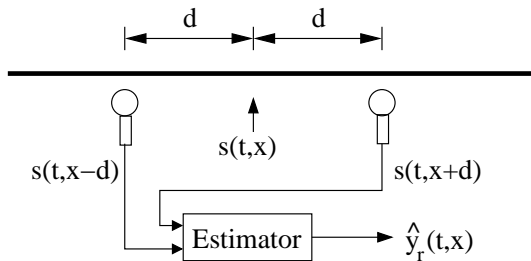 d d
s(t,x)
s(t,x−d) s(t,x+d)
Estimator
ŷr(t,x)